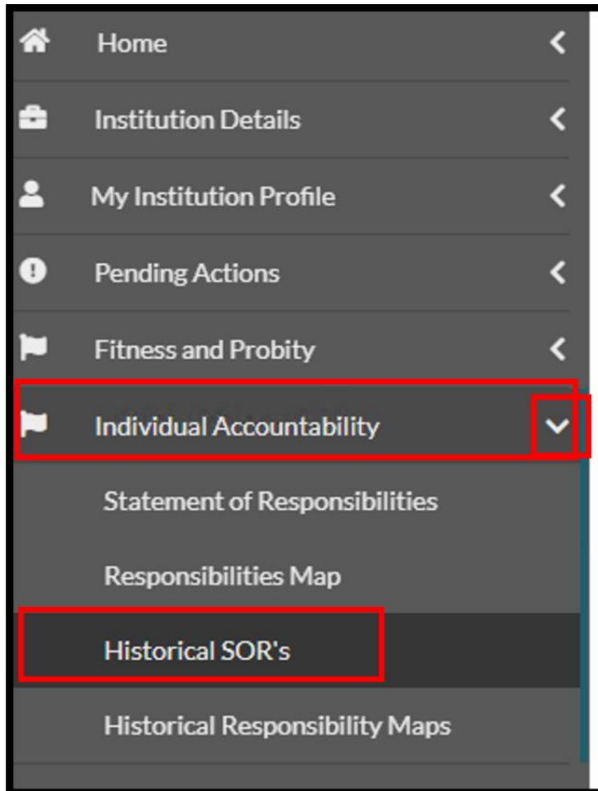 Home
Institution Details
My Institution Profile
Pending Actions
Fitness and Probity
Individual Accountability
Statement of Responsibilities
Responsibilities Map
Historical SOR's
Historical Responsibility Maps